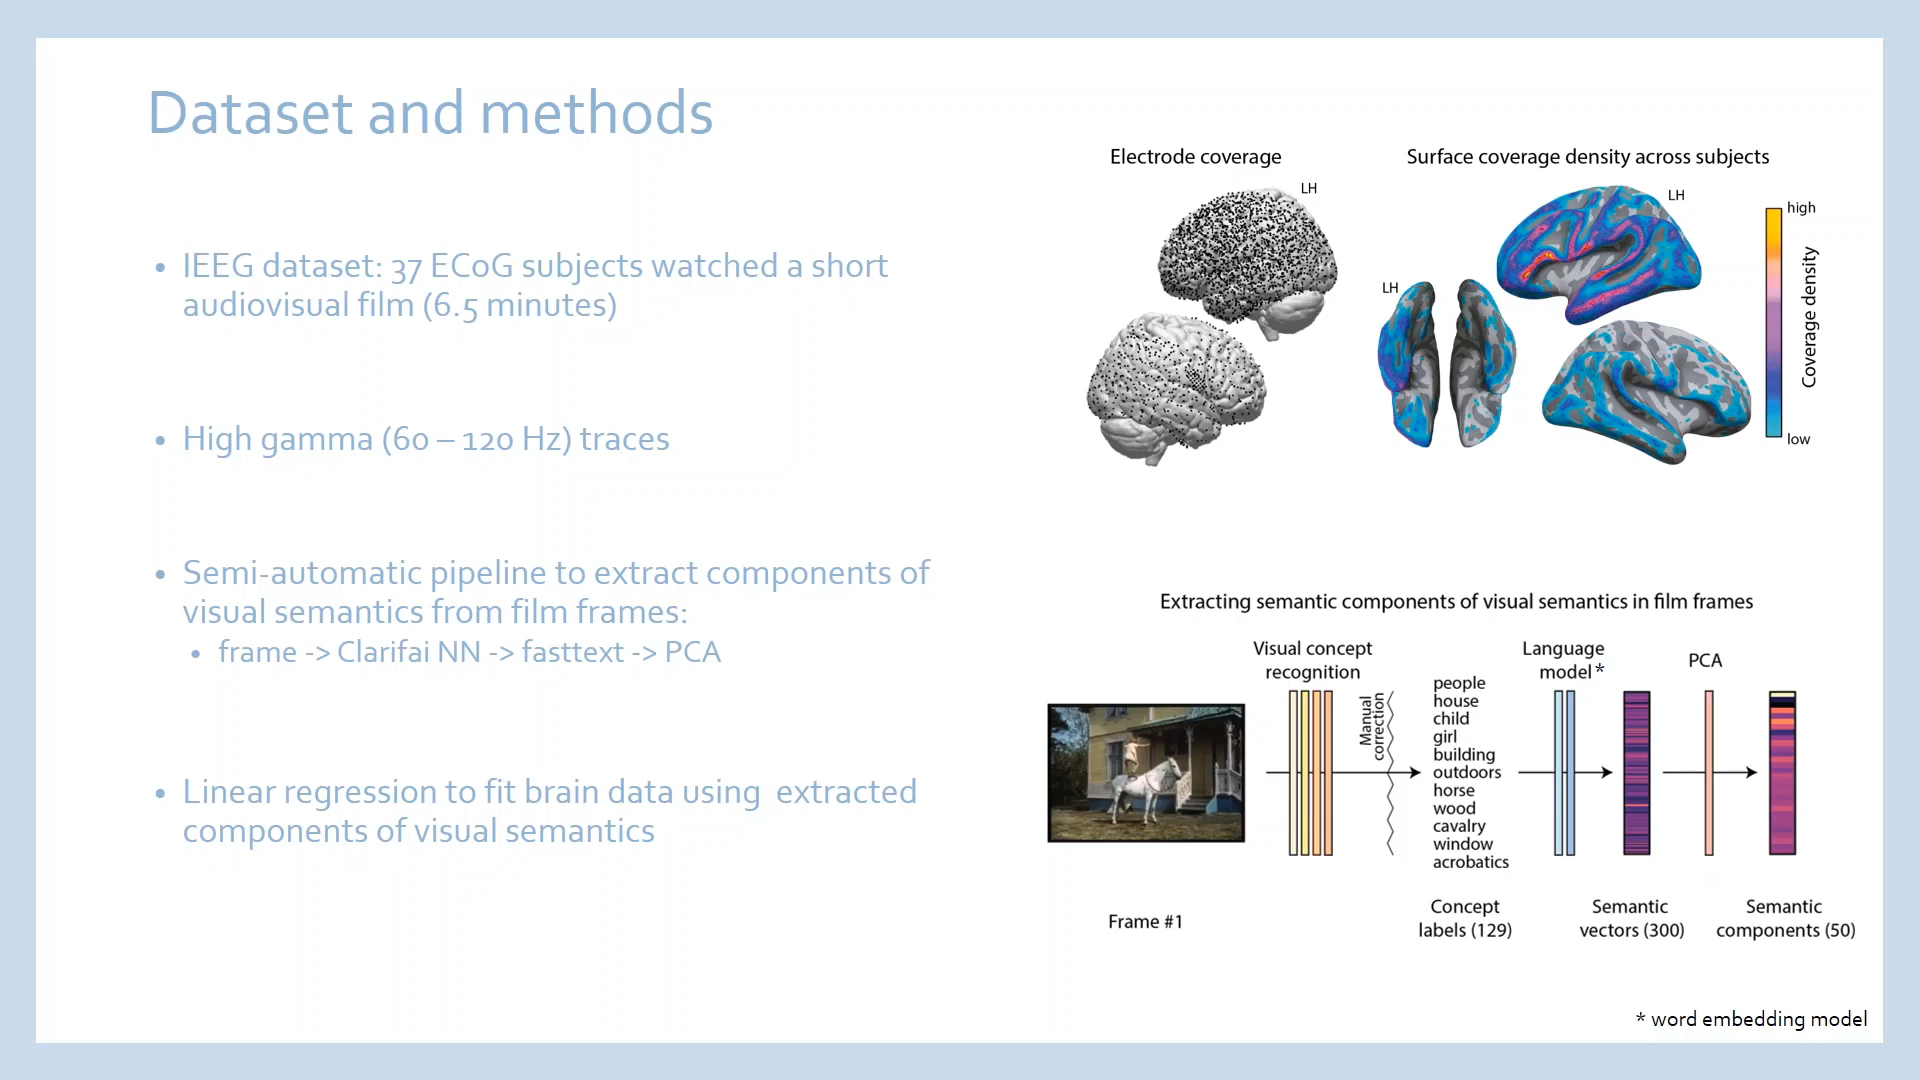 Dataset and methods
• IEEG dataset: 37 ECoG subjects watched a short
audiovisual film (6.5 minutes)
• High gamma (60 – 120 Hz) traces
• Semi-automatic pipeline to extract components of
visual semantics from film frames:
• frame -> Clarifai NN -> fasttext -> PCA
• Linear regression to fit brain data using  extracted
components of visual semantics
Electrode coverage
LH
Surface coverage density across subjects
LH
LH
high
Coverage density
low
Extracting semantic components of visual semantics in film frames
Visual concept
recognition
Manual
correction
people
house
child
girl
building
outdoors
horse
wood
cavalry
window
acrobatics
Language
model *
PCA
Frame #1
Concept
labels (129)
Semantic
vectors (300)
Semantic
components (50)
* word embedding model